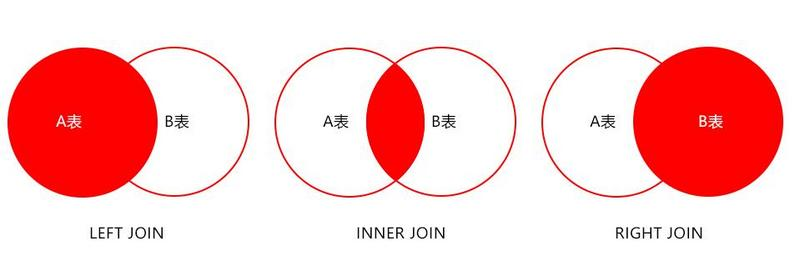 A表
B表
A表
B表
A表
B表
LEFT JOIN
INNER JOIN
RIGHT JOIN